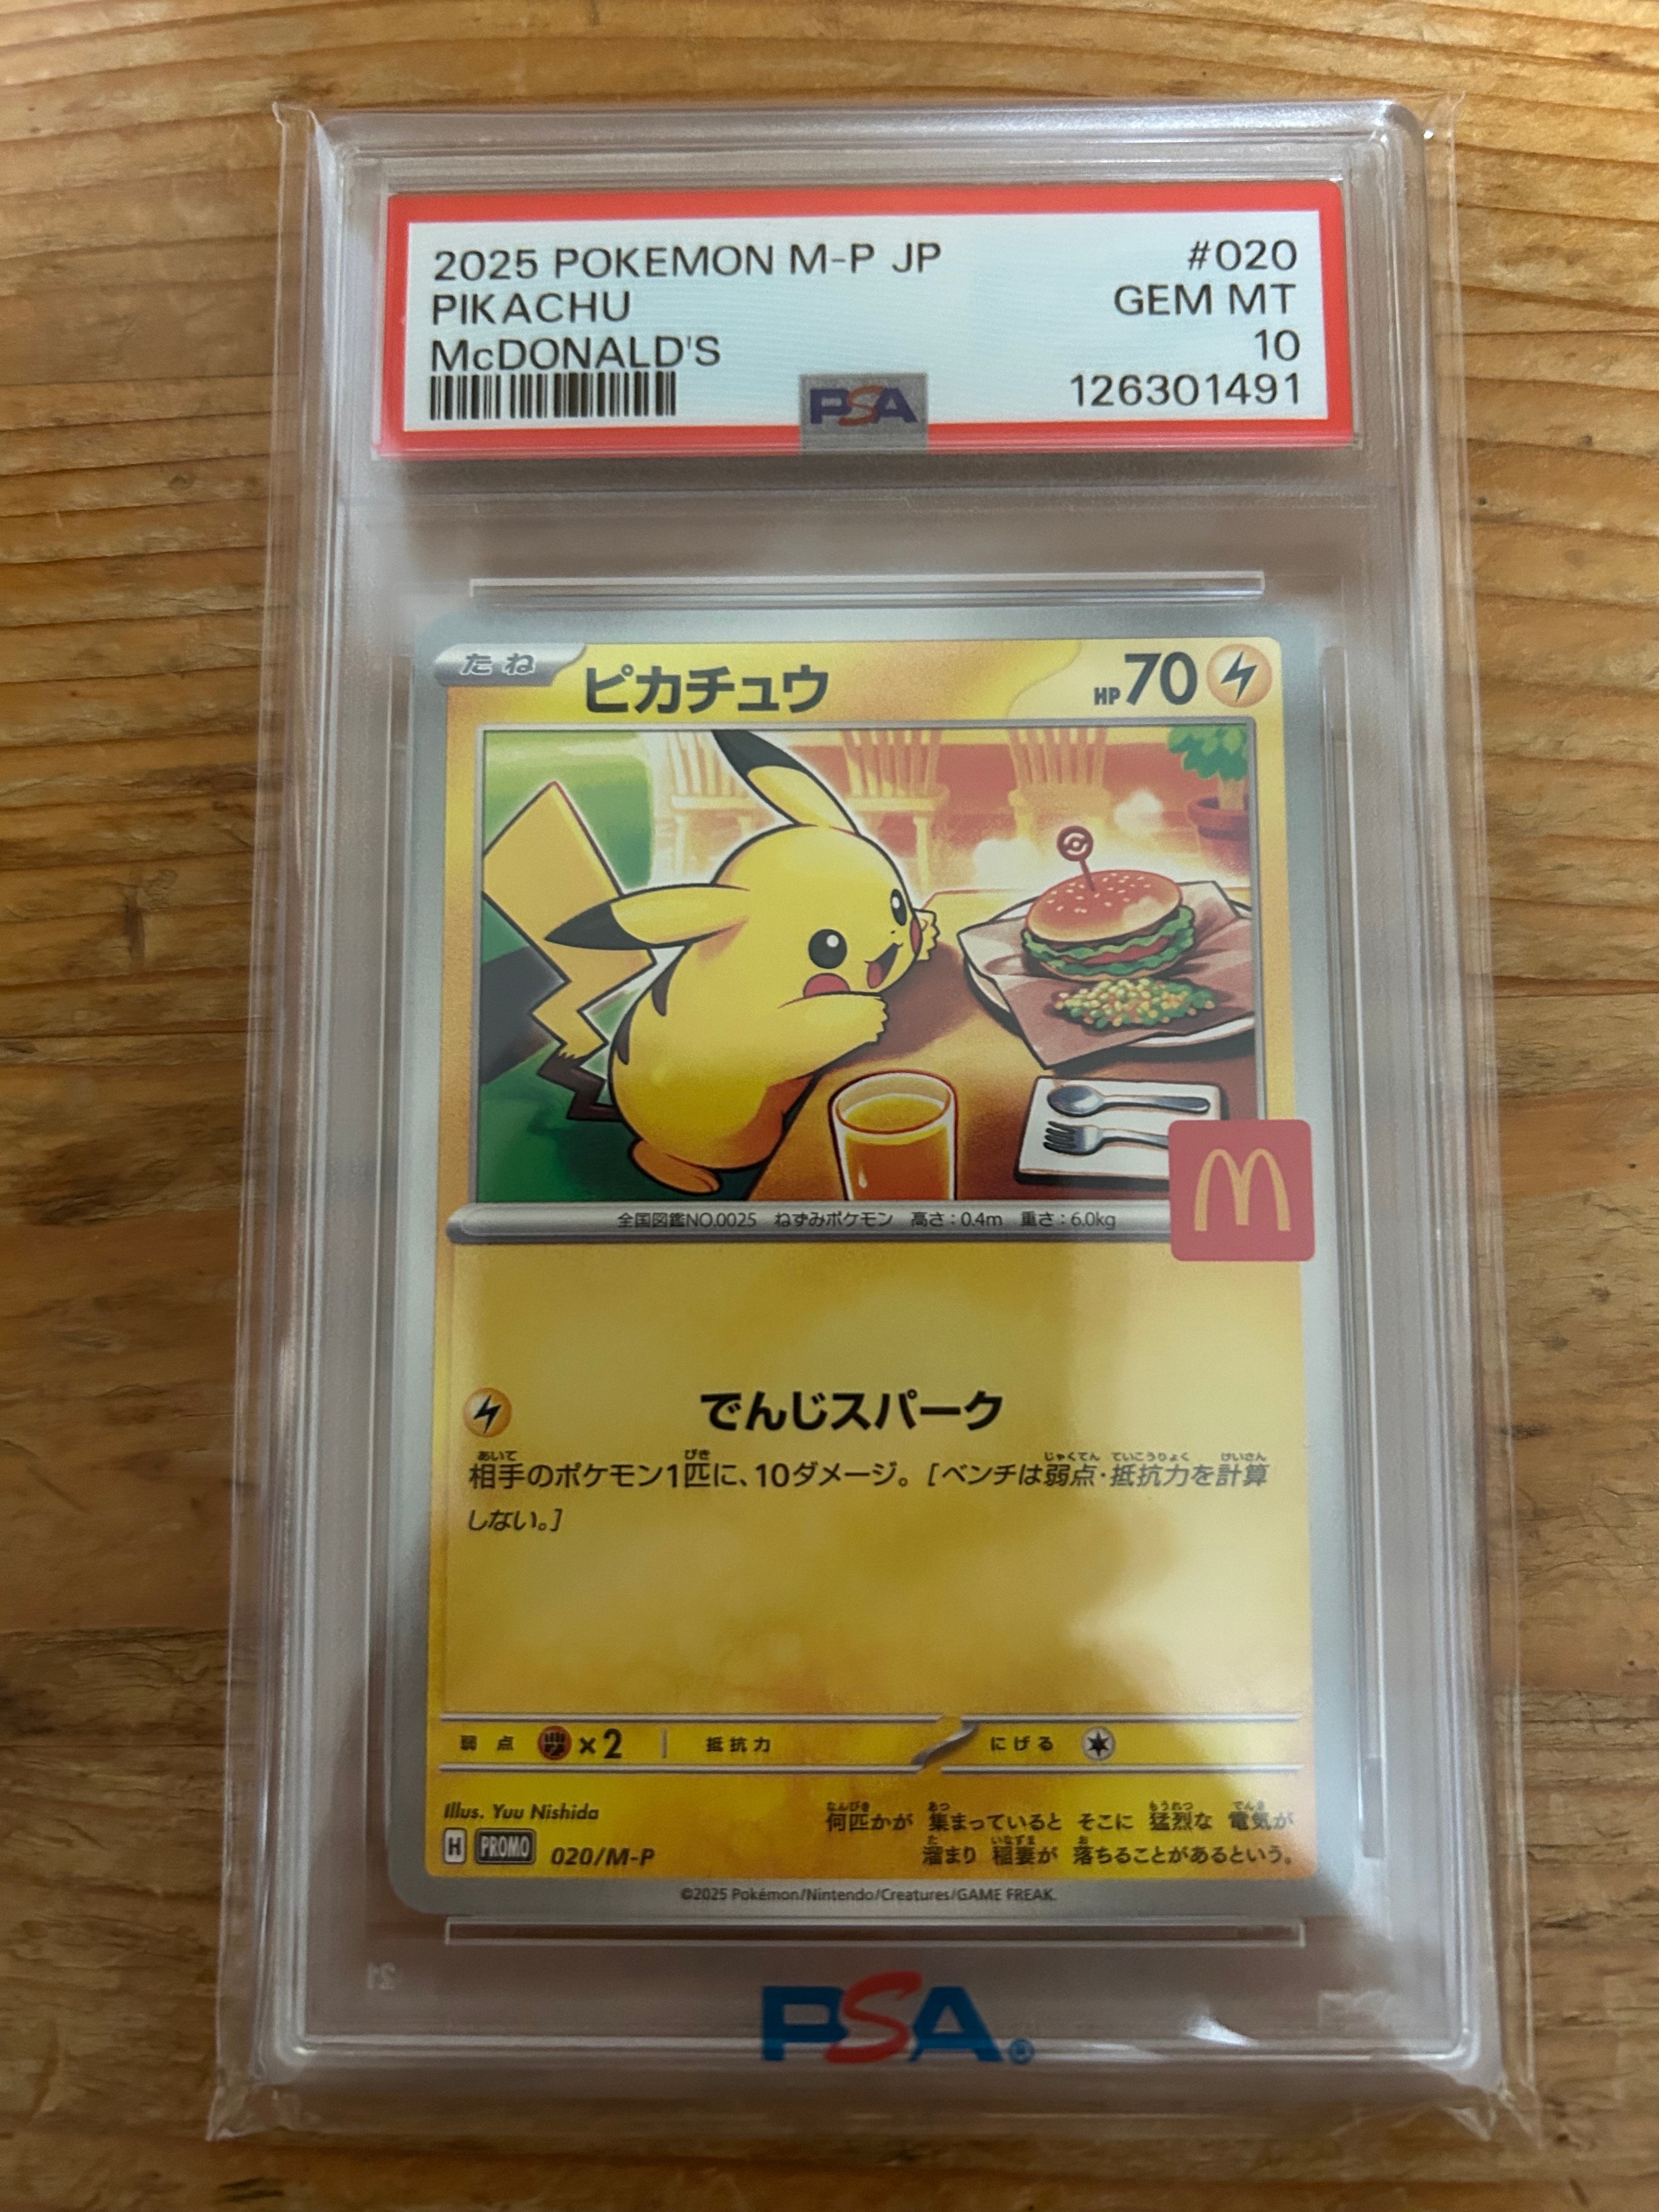 2025 POKEMON M-P JP #020
PIKACHU GEM MT
McDONALD'S 10
PSA 126301491
たね ピカチュウ HP70
全国図鑑NO.0025 ねずみポケモン 高さ:0.4m 重さ:6.0kg
でんじスパーク
相手のポケモン1匹に、10ダメージ。[ベンチは弱点・抵抗力を計算
しない。]
弱点 ×2 抵抗力 にげる
Illus. Yuu Nishida
H PROMO 020/M-P
何匹かが 集まっていると そこに 猛烈な 電気が
溜まり 稲妻が 落ちることがあるという。
©2025 Pokémon/Nintendo/Creatures/GAME FREAK.
PSA®